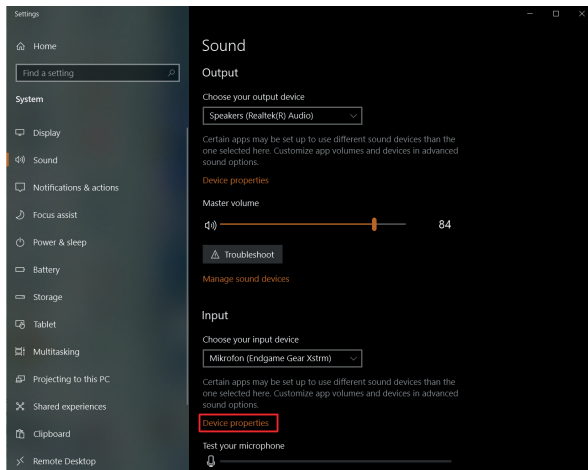 Settings
Home
Find a setting
System
Display
Sound
Notifications & actions
Focus assist
Power & sleep
Battery
Storage
Tablet
Multitasking
Projecting to this PC
Shared experiences
Clipboard
Remote Desktop
Sound
Output
Choose your output device
Speakers (Realtek(R) Audio)
Certain apps may be set up to use different sound devices than the
one selected here. Customize app volumes and devices in advanced
sound options.
Device properties
Master volume
84
Troubleshoot
Manage sound devices
Input
Choose your input device
Mikrofon (Endgame Gear Xstrm)
Certain apps may be set up to use different sound devices than the
one selected here. Customize app volumes and devices in advanced
sound options.
Device properties
Test your microphone